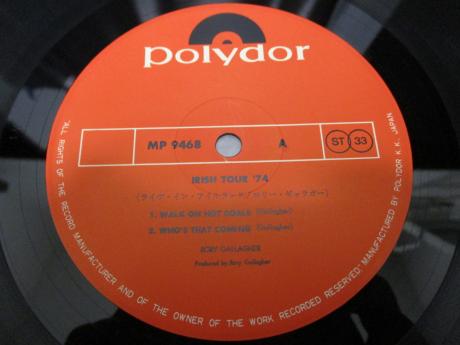 polydor
MP 9468 A ST 33
IRISH TOUR '74
(ライヴ・イン・アイルランド/ロリー・ギャラガー)
1. WALK ON HOT COALS (Gallagher)
2. WHO'S THAT COMING (Gallagher)
RORY GALLAGHER
Produced by Rory Gallagher
"ALL RIGHTS OF THE RECORD MANUFACTURER AND OF THE OWNER OF THE WORK RECORDED RESERVED" MANUFACTURED BY POLYDOR K.K. JAPAN